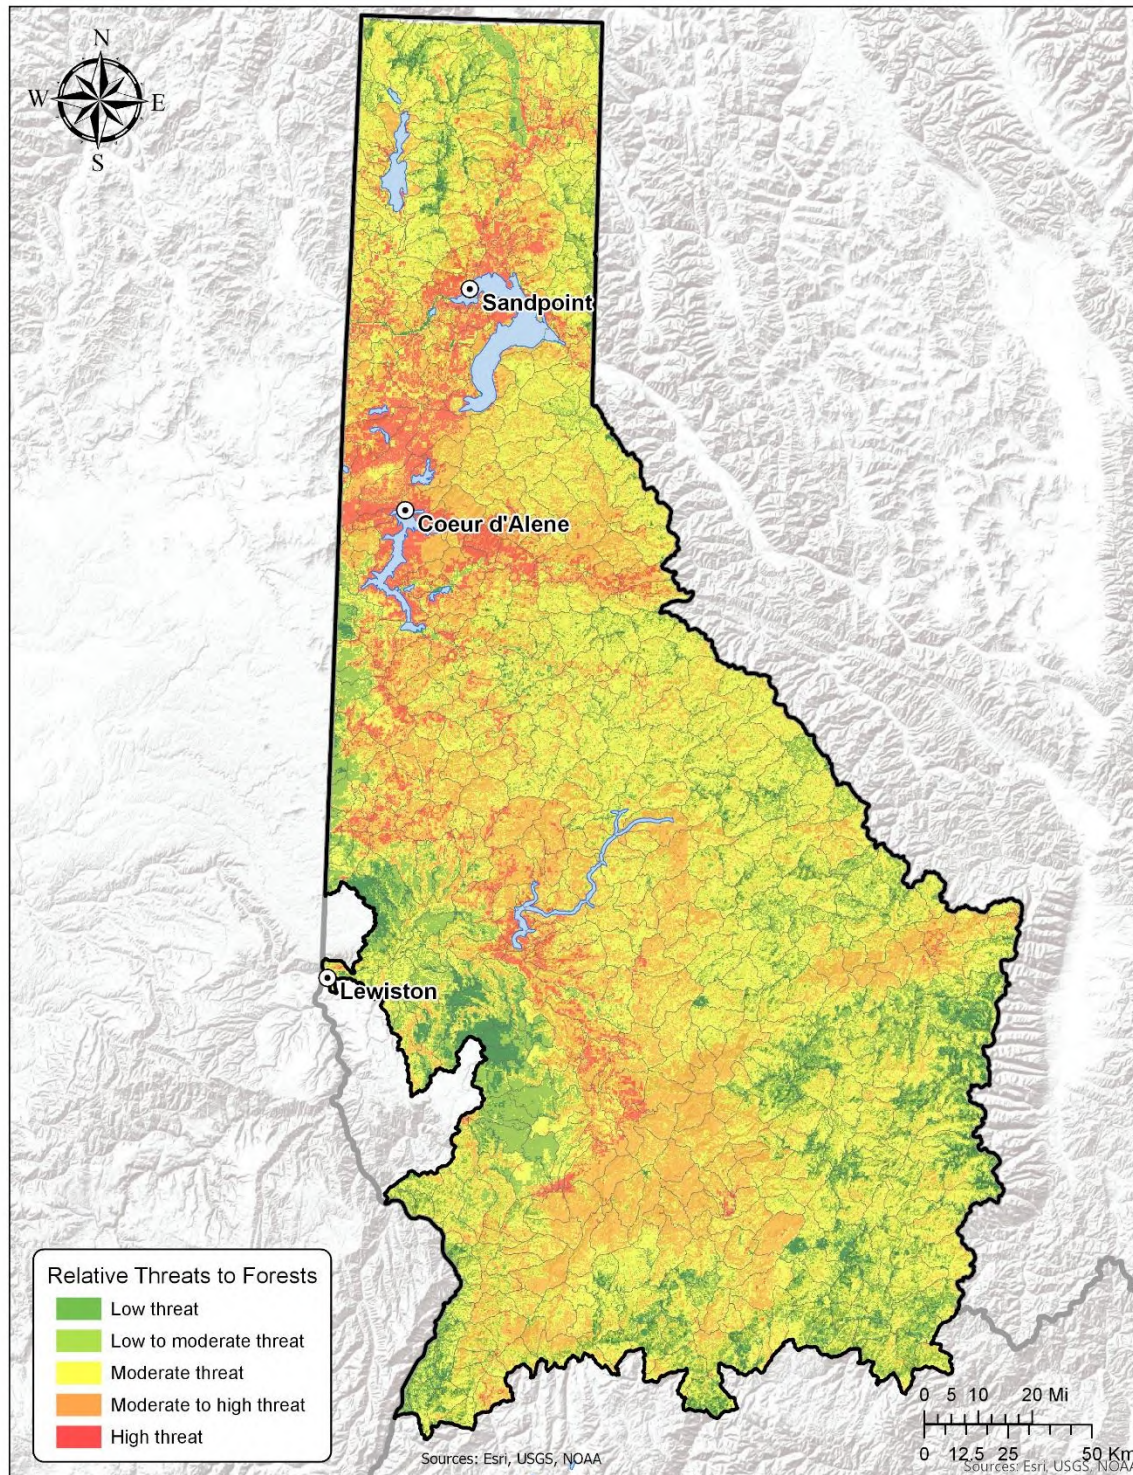 N
W E
S
Sandpoint
Coeur d'Alene
Lewiston
Relative Threats to Forests
Low threat
Low to moderate threat
Moderate threat
Moderate to high threat
High threat
0 5 10 20 Mi
0 12.5 25 50 Km
Sources: Esri, USGS, NOAA
Sources: Esri, USGS, NOAA